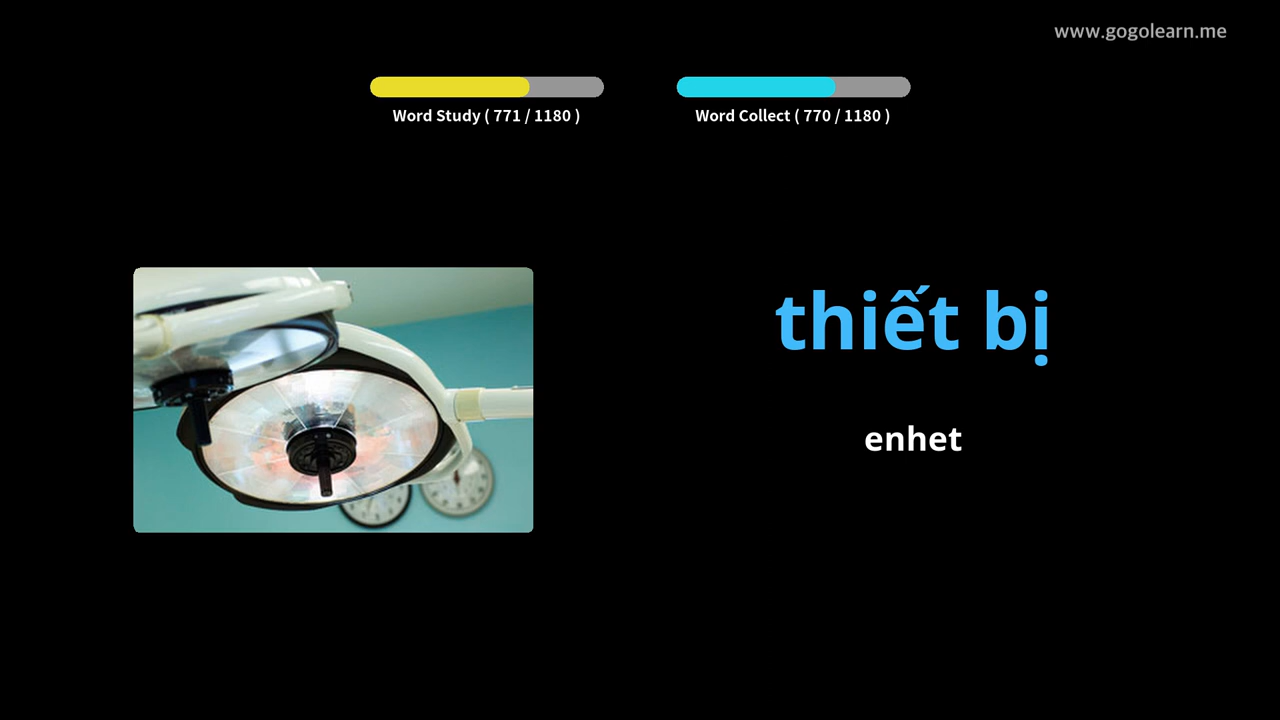 www.gogolearn.me
Word Study ( 771 / 1180 )
Word Collect ( 770 / 1180 )
thiết bị
enhet